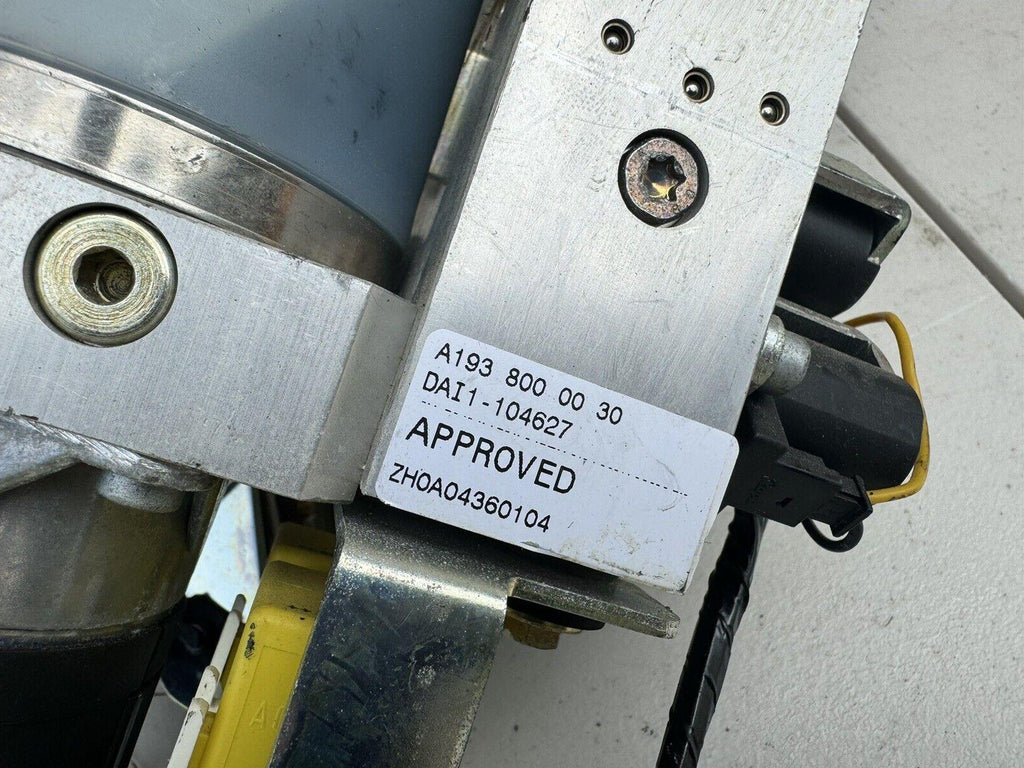 A193 800 00 30
DAI1-104627
APPROVED
ZH0A04360104